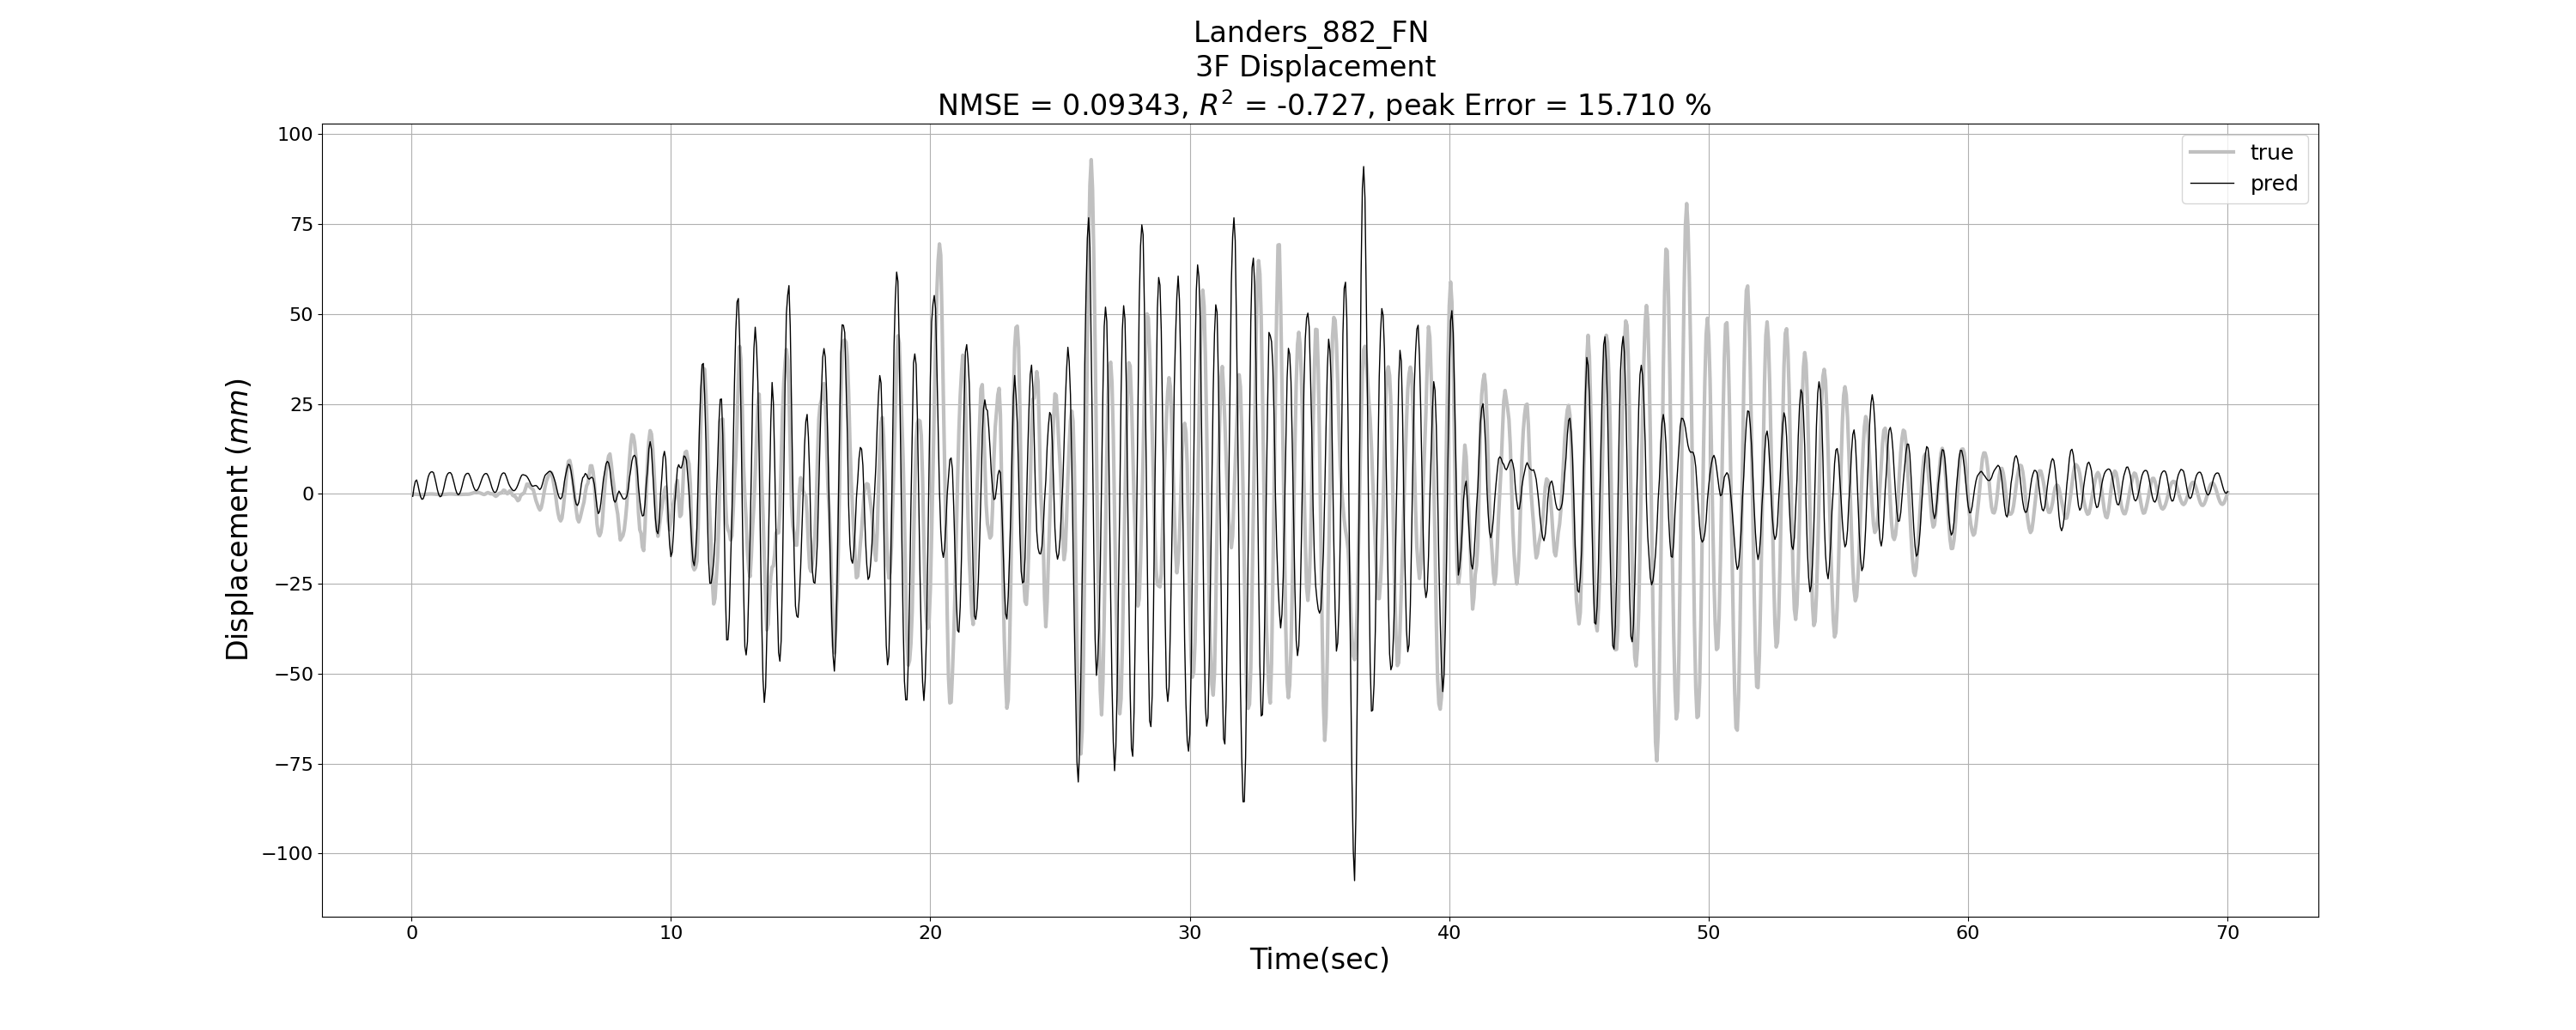 Landers_882_FN
3F Displacement
NMSE = 0.09343, R² = -0.727, peak Error = 15.710 %
true
pred
Displacement (mm)
100
75
50
25
0
−25
−50
−75
−100
0 10 20 30 40 50 60 70
Time(sec)